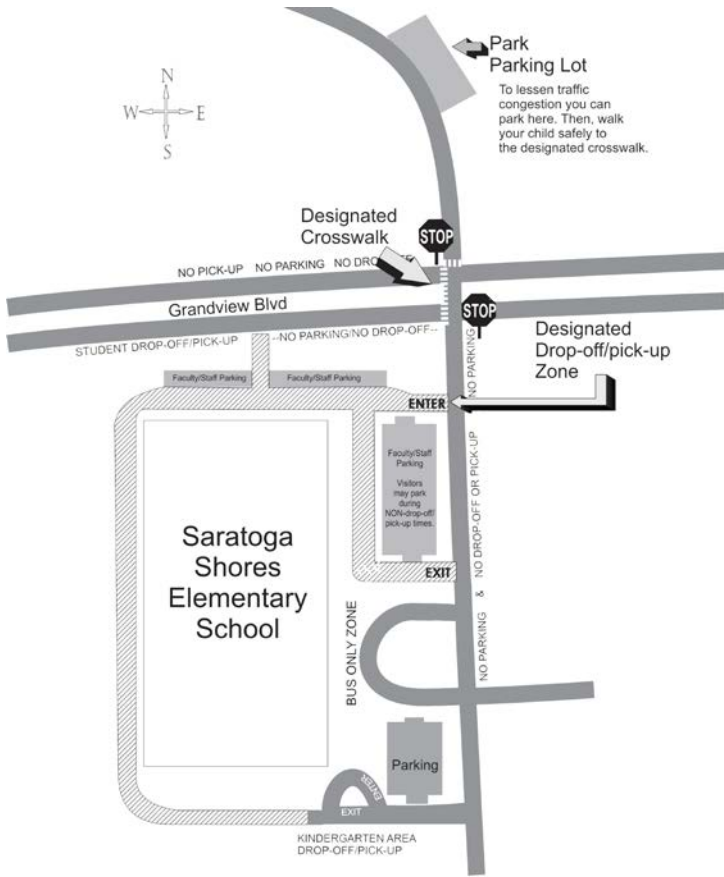 Park
Parking Lot
To lessen traffic
congestion you can
park here. Then, walk
your child safely to
the designated crosswalk.
N
W E
S
Designated
Crosswalk
STOP
NO PICK-UP NO PARKING NO DRO
Grandview Blvd
STOP
STUDENT DROP-OFF/PICK-UP --NO PARKING/NO DROP-OFF--
Designated
Drop-off/pick-up
Zone
NO PARKING
Faculty/Staff Parking
Faculty/Staff Parking
ENTER
Faculty/Staff
Parking
Visitors
may park
during
NON-drop-off/
pick-up times.
NO PARKING & NO DROP-OFF OR PICK-UP
Saratoga
Shores
Elementary
School
EXIT
BUS ONLY ZONE
Parking
ENTER
EXIT
KINDERGARTEN AREA
DROP-OFF/PICK-UP